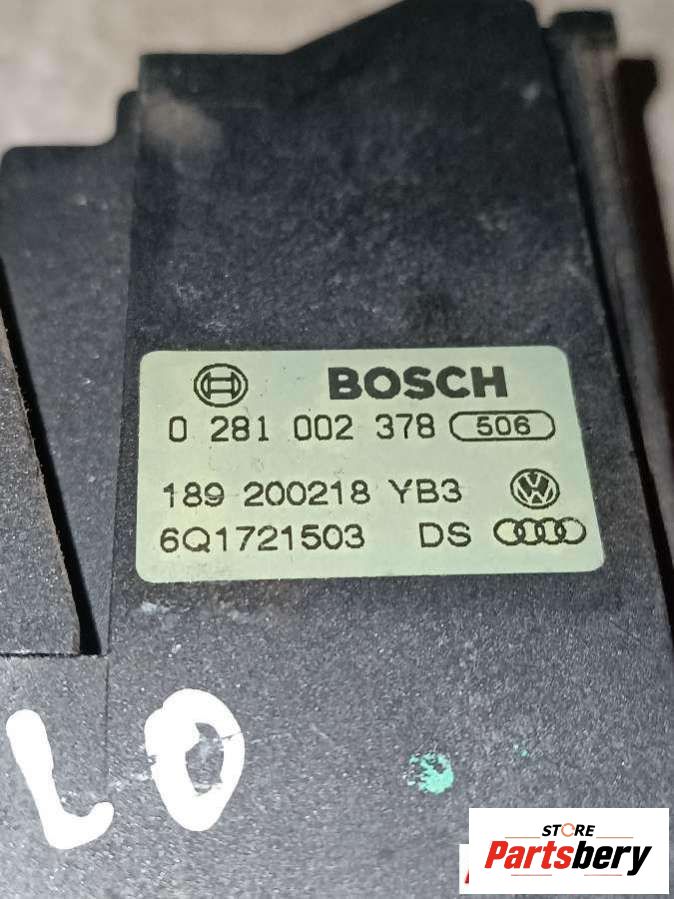 BOSCH
0 281 002 378 506
189 200218 YB3
6Q1721503 DS
LO
STORE
Partsbery